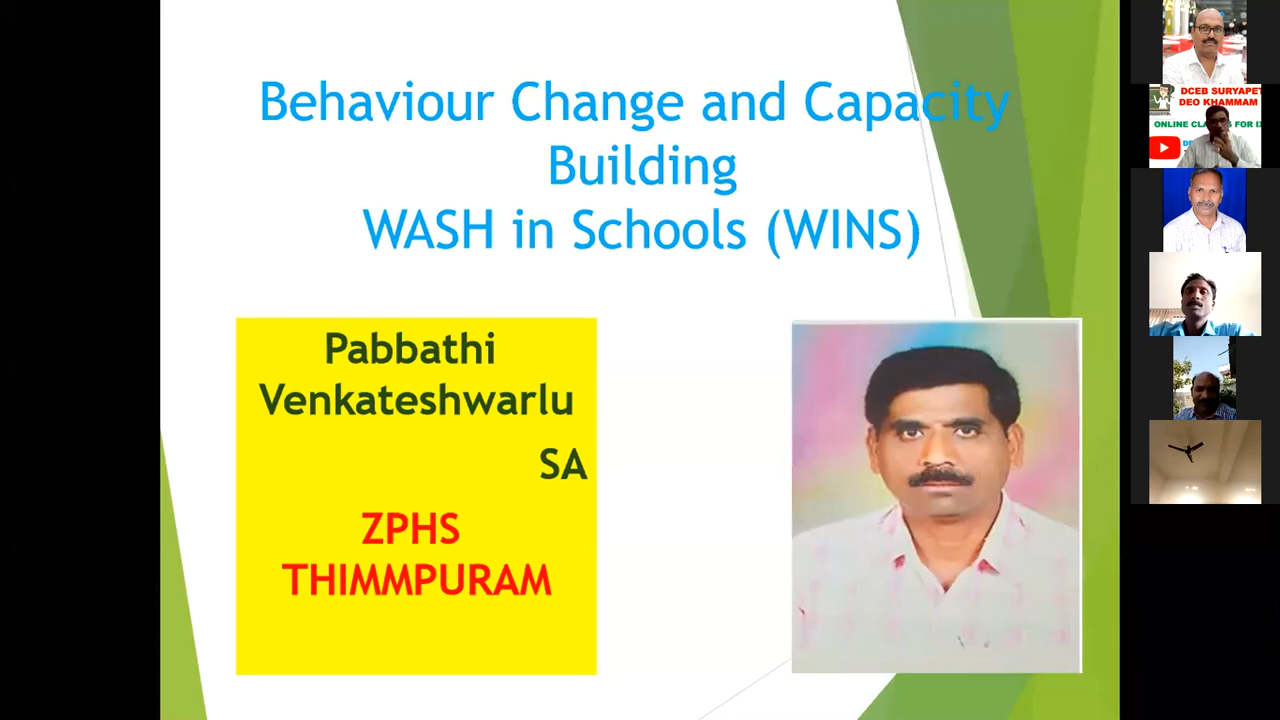 Behaviour Change and Capacity
Building
WASH in Schools (WINS)
Pabbathi
Venkateshwarlu
SA
ZPHS
THIMMPURAM
DCEB SURYAPET
DEO KHAMMAM
ONLINE FOR